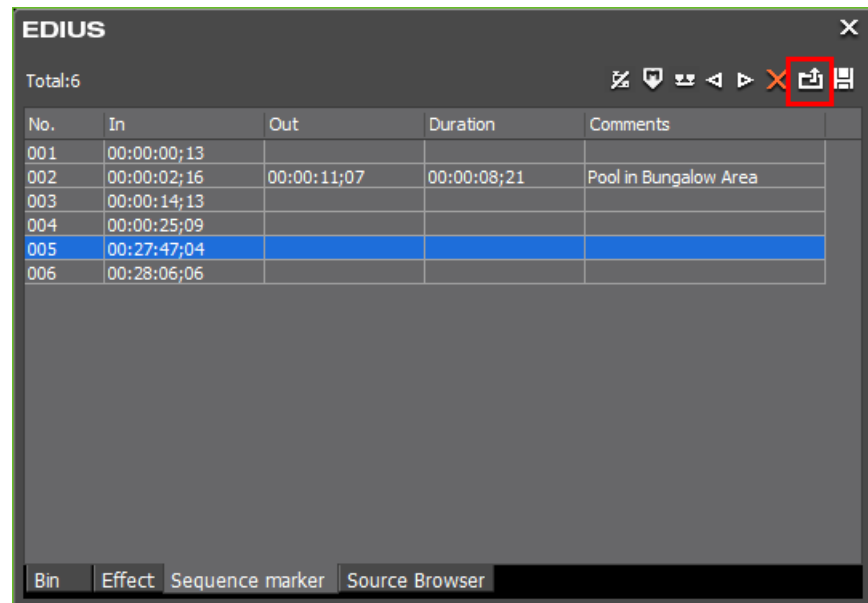 EDIUS
Total:6
No. In Out Duration Comments
001 00:00:00;13
002 00:00:02;16 00:00:11;07 00:00:08;21 Pool in Bungalow Area
003 00:00:14;13
004 00:00:25;09
005 00:27:47;04
006 00:28:06;06
Bin Effect Sequence marker Source Browser